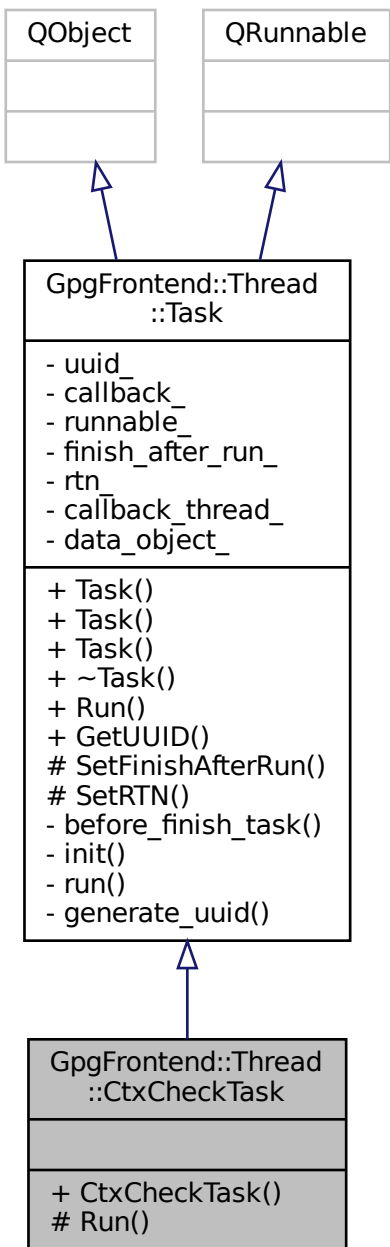 QObject
QRunnable
GpgFrontend::Thread
::Task
- uuid_
- callback_
- runnable_
- finish_after_run_
- rtn_
- callback_thread_
- data_object_
+ Task()
+ Task()
+ Task()
+ ~Task()
+ Run()
+ GetUUID()
# SetFinishAfterRun()
# SetRTN()
- before_finish_task()
- init()
- run()
- generate_uuid()
GpgFrontend::Thread
::CtxCheckTask
+ CtxCheckTask()
# Run()